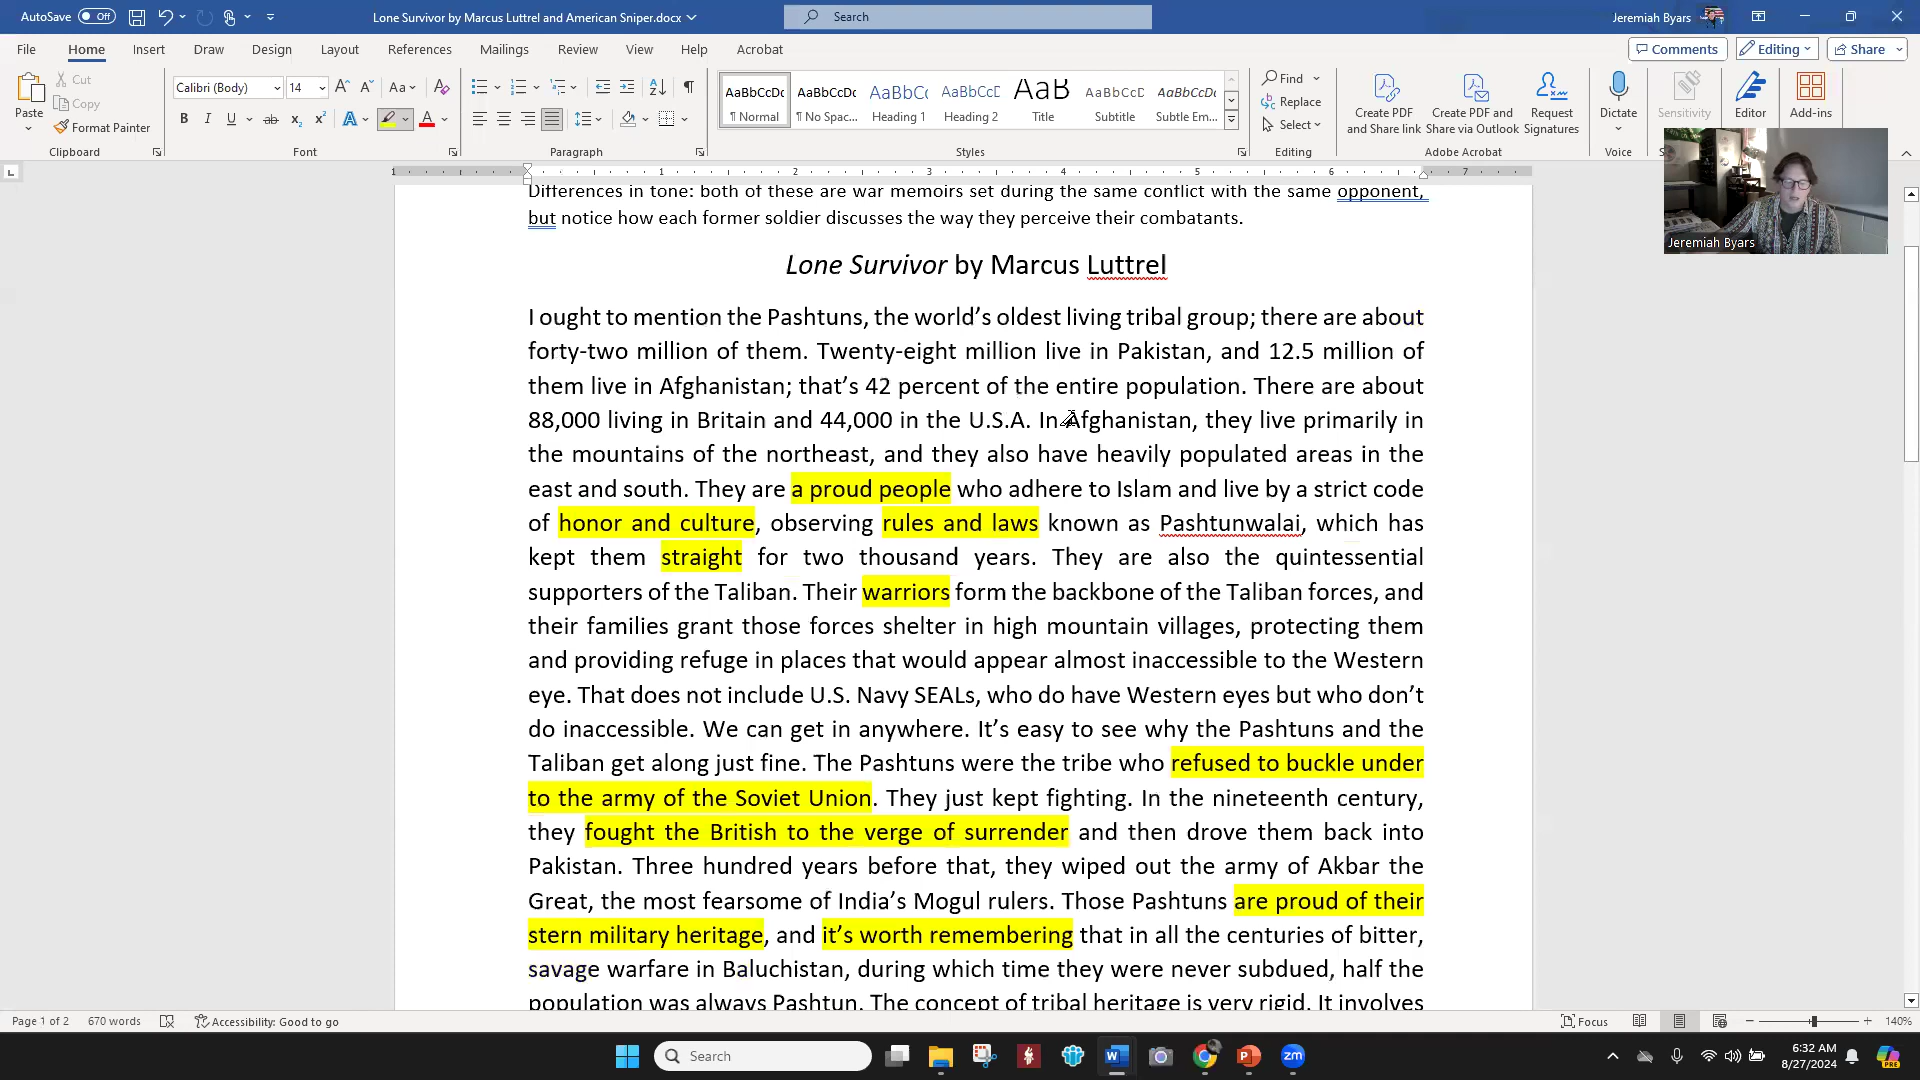 AutoSave Off Lone Survivor by Marcus Luttrel and American Sniper.docx Search Jeremiah Byars
File Home Insert Draw Design Layout References Mailings Review View Help Acrobat Comments Editing Share
Paste Cut Copy Format Painter Clipboard
Calibri (Body) 14 Aa Font
Paragraph
AaBbCcDc AaBbCcDc AaBbCc AaBbCcD AaB AaBbCcD AaBbCcDc
¶ Normal ¶ No Spac... Heading 1 Heading 2 Title Subtitle Subtle Em...
Styles
Find Replace Select Editing
Create PDF and Share link Create PDF and Share via Outlook Request Signatures Adobe Acrobat
Dictate Voice Sensitivity S Editor Add-ins
Jeremiah Byars
1 1 2 3 4 5 6 7
Differences in tone: both of these are war memoirs set during the same conflict with the same opponent,
but notice how each former soldier discusses the way they perceive their combatants.
Lone Survivor by Marcus Luttrel
I ought to mention the Pashtuns, the world’s oldest living tribal group; there are about
forty-two million of them. Twenty-eight million live in Pakistan, and 12.5 million of
them live in Afghanistan; that’s 42 percent of the entire population. There are about
88,000 living in Britain and 44,000 in the U.S.A. In Afghanistan, they live primarily in
the mountains of the northeast, and they also have heavily populated areas in the
east and south. They are a proud people who adhere to Islam and live by a strict code
of honor and culture, observing rules and laws known as Pashtunwalai, which has
kept them straight for two thousand years. They are also the quintessential
supporters of the Taliban. Their warriors form the backbone of the Taliban forces, and
their families grant those forces shelter in high mountain villages, protecting them
and providing refuge in places that would appear almost inaccessible to the Western
eye. That does not include U.S. Navy SEALs, who do have Western eyes but who don’t
do inaccessible. We can get in anywhere. It’s easy to see why the Pashtuns and the
Taliban get along just fine. The Pashtuns were the tribe who refused to buckle under
to the army of the Soviet Union. They just kept fighting. In the nineteenth century,
they fought the British to the verge of surrender and then drove them back into
Pakistan. Three hundred years before that, they wiped out the army of Akbar the
Great, the most fearsome of India’s Mogul rulers. Those Pashtuns are proud of their
stern military heritage, and it’s worth remembering that in all the centuries of bitter,
savage warfare in Baluchistan, during which time they were never subdued, half the
population was always Pashtun. The concept of tribal heritage is very rigid. It involves
Page 1 of 2 670 words Accessibility: Good to go Focus 140%
Search zm PRE
6:32 AM
8/27/2024